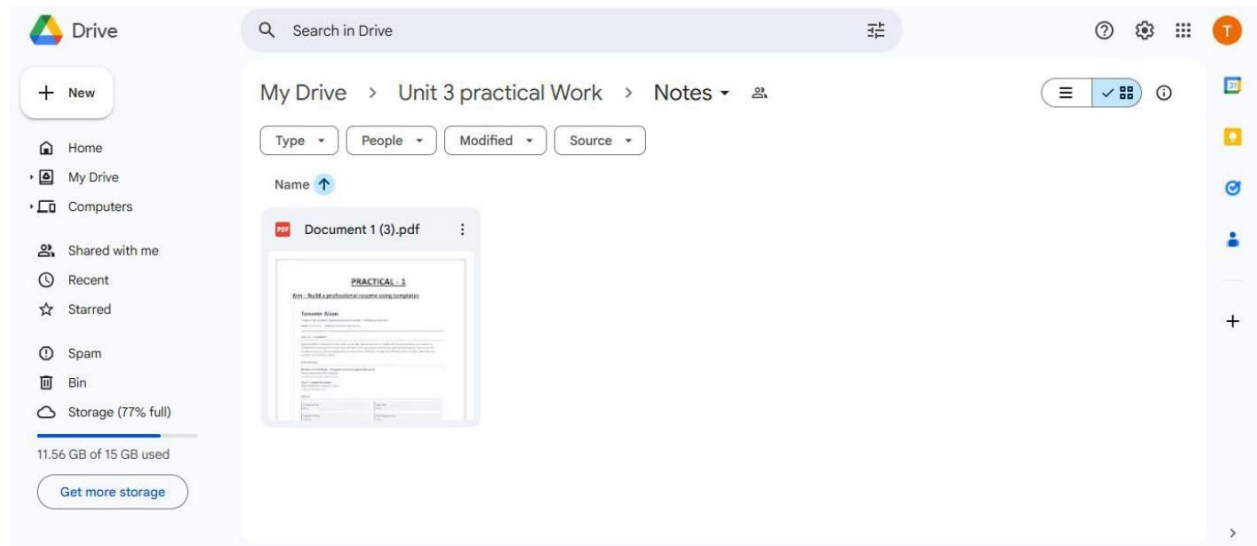 Drive
Search in Drive
T
New
My Drive > Unit 3 practical Work > Notes
31
Type
People
Modified
Source
Home
My Drive
Computers
Name
PDF Document 1 (3).pdf
Shared with me
Recent
Starred
PRACTICAL - 1
Aim - Build a professional resume using templates
Spam
Bin
Storage (77% full)
11.56 GB of 15 GB used
Get more storage